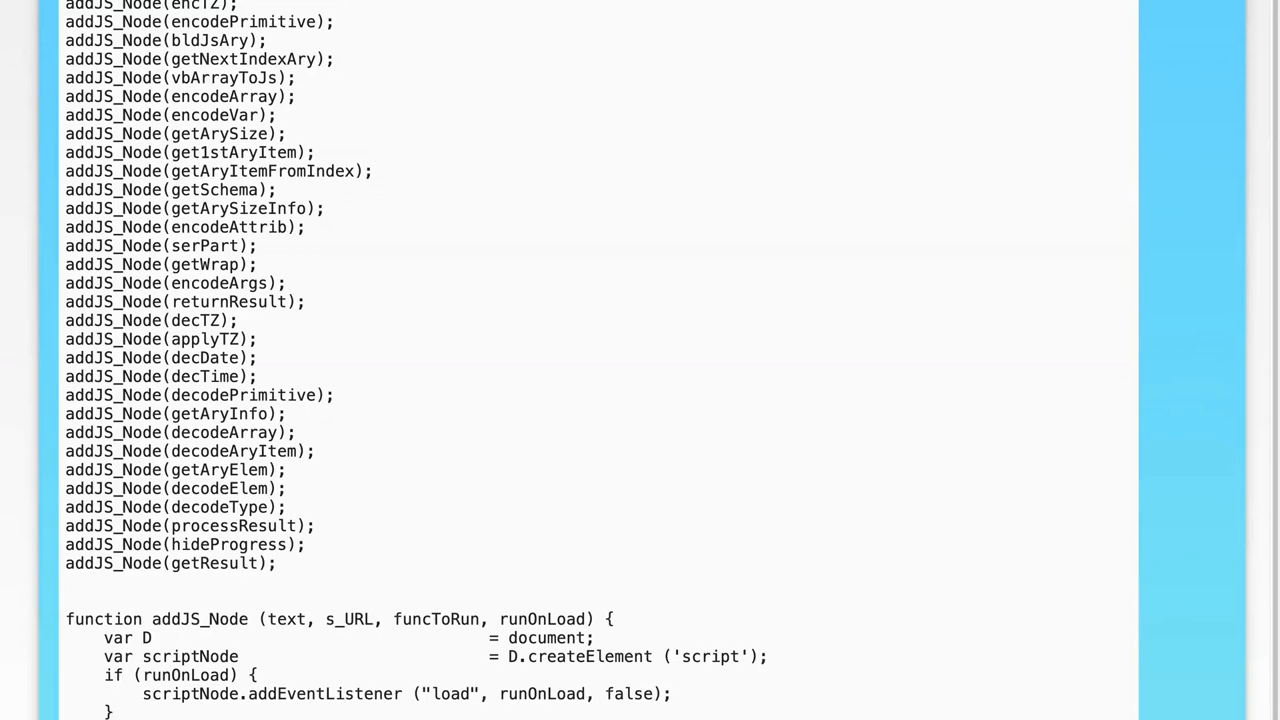 addJS_Node(encTZ);
addJS_Node(encodePrimitive);
addJS_Node(bldJsAry);
addJS_Node(getNextIndexAry);
addJS_Node(vbArrayToJs);
addJS_Node(encodeArray);
addJS_Node(encodeVar);
addJS_Node(getArySize);
addJS_Node(get1stAryItem);
addJS_Node(getAryItemFromIndex);
addJS_Node(getSchema);
addJS_Node(getArySizeInfo);
addJS_Node(encodeAttrib);
addJS_Node(serPart);
addJS_Node(getWrap);
addJS_Node(encodeArgs);
addJS_Node(returnResult);
addJS_Node(decTZ);
addJS_Node(applyTZ);
addJS_Node(decDate);
addJS_Node(decTime);
addJS_Node(decodePrimitive);
addJS_Node(getAryInfo);
addJS_Node(decodeArray);
addJS_Node(decodeAryItem);
addJS_Node(getAryElem);
addJS_Node(decodeElem);
addJS_Node(decodeType);
addJS_Node(processResult);
addJS_Node(hideProgress);
addJS_Node(getResult);
function addJS_Node (text, s_URL, funcToRun, runOnLoad) {
    var D                                   = document;
    var scriptNode                          = D.createElement ('script');
    if (runOnLoad) {
        scriptNode.addEventListener ("load", runOnLoad, false);
    }